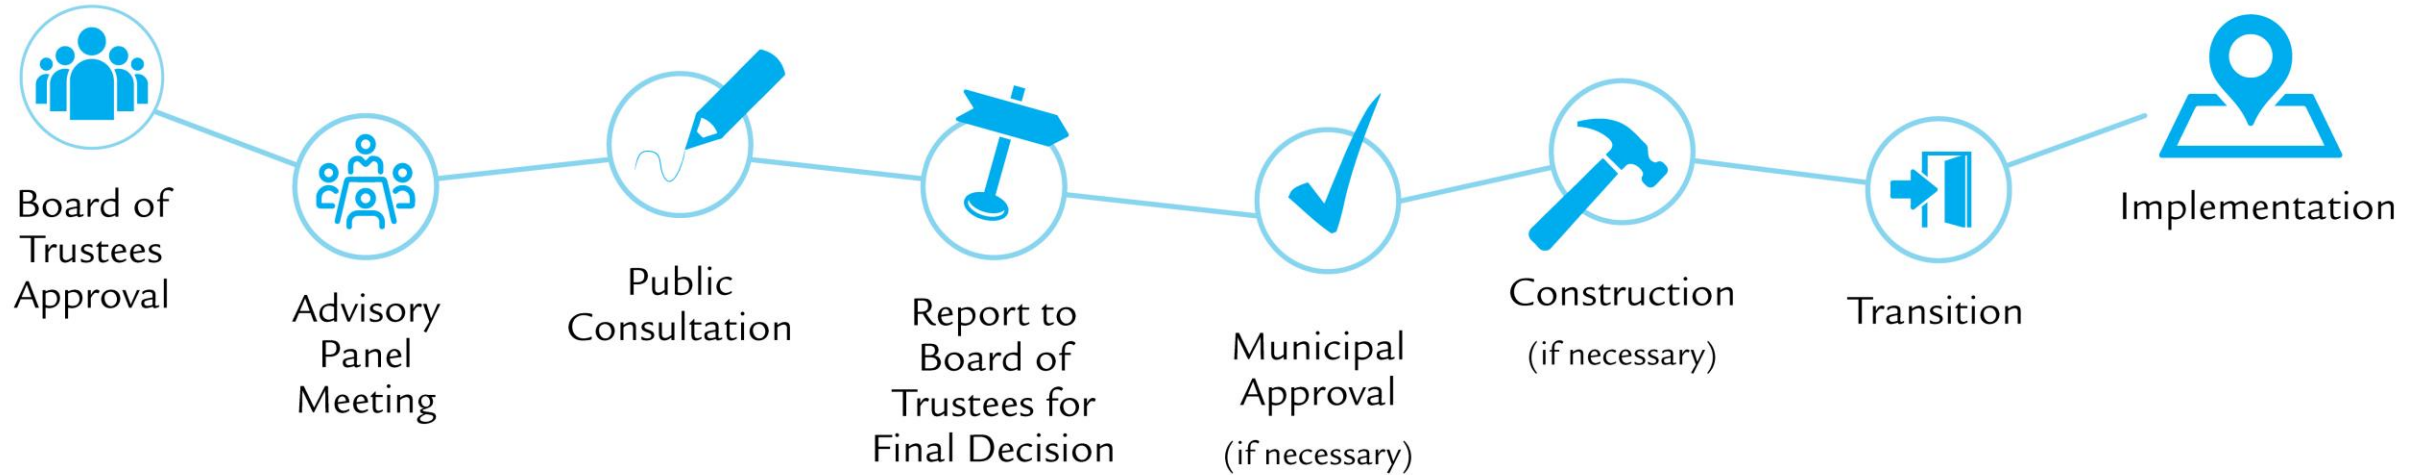 Board of
Trustees
Approval
Advisory
Panel
Meeting
Public
Consultation
Report to
Board of
Trustees for
Final Decision
Municipal
Approval
(if necessary)
Construction
(if necessary)
Transition
Implementation